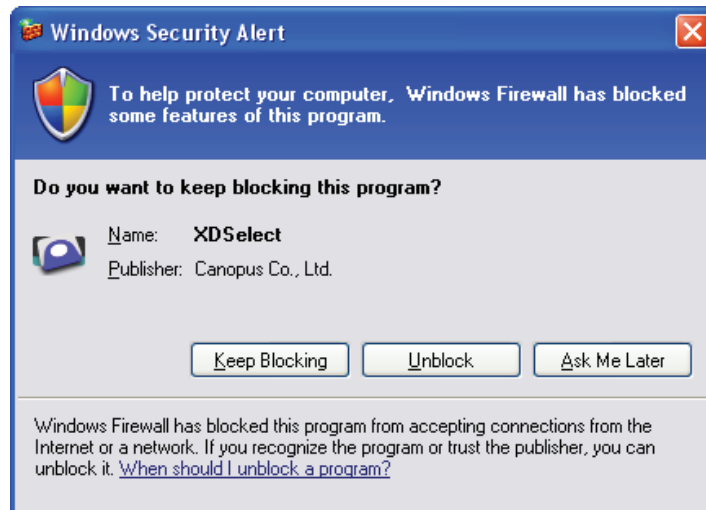 Windows Security Alert
To help protect your computer, Windows Firewall has blocked
some features of this program.
Do you want to keep blocking this program?
Name: XDSelect
Publisher: Canopus Co., Ltd.
Keep Blocking Unblock Ask Me Later
Windows Firewall has blocked this program from accepting connections from the
Internet or a network. If you recognize the program or trust the publisher, you can
unblock it. When should I unblock a program?